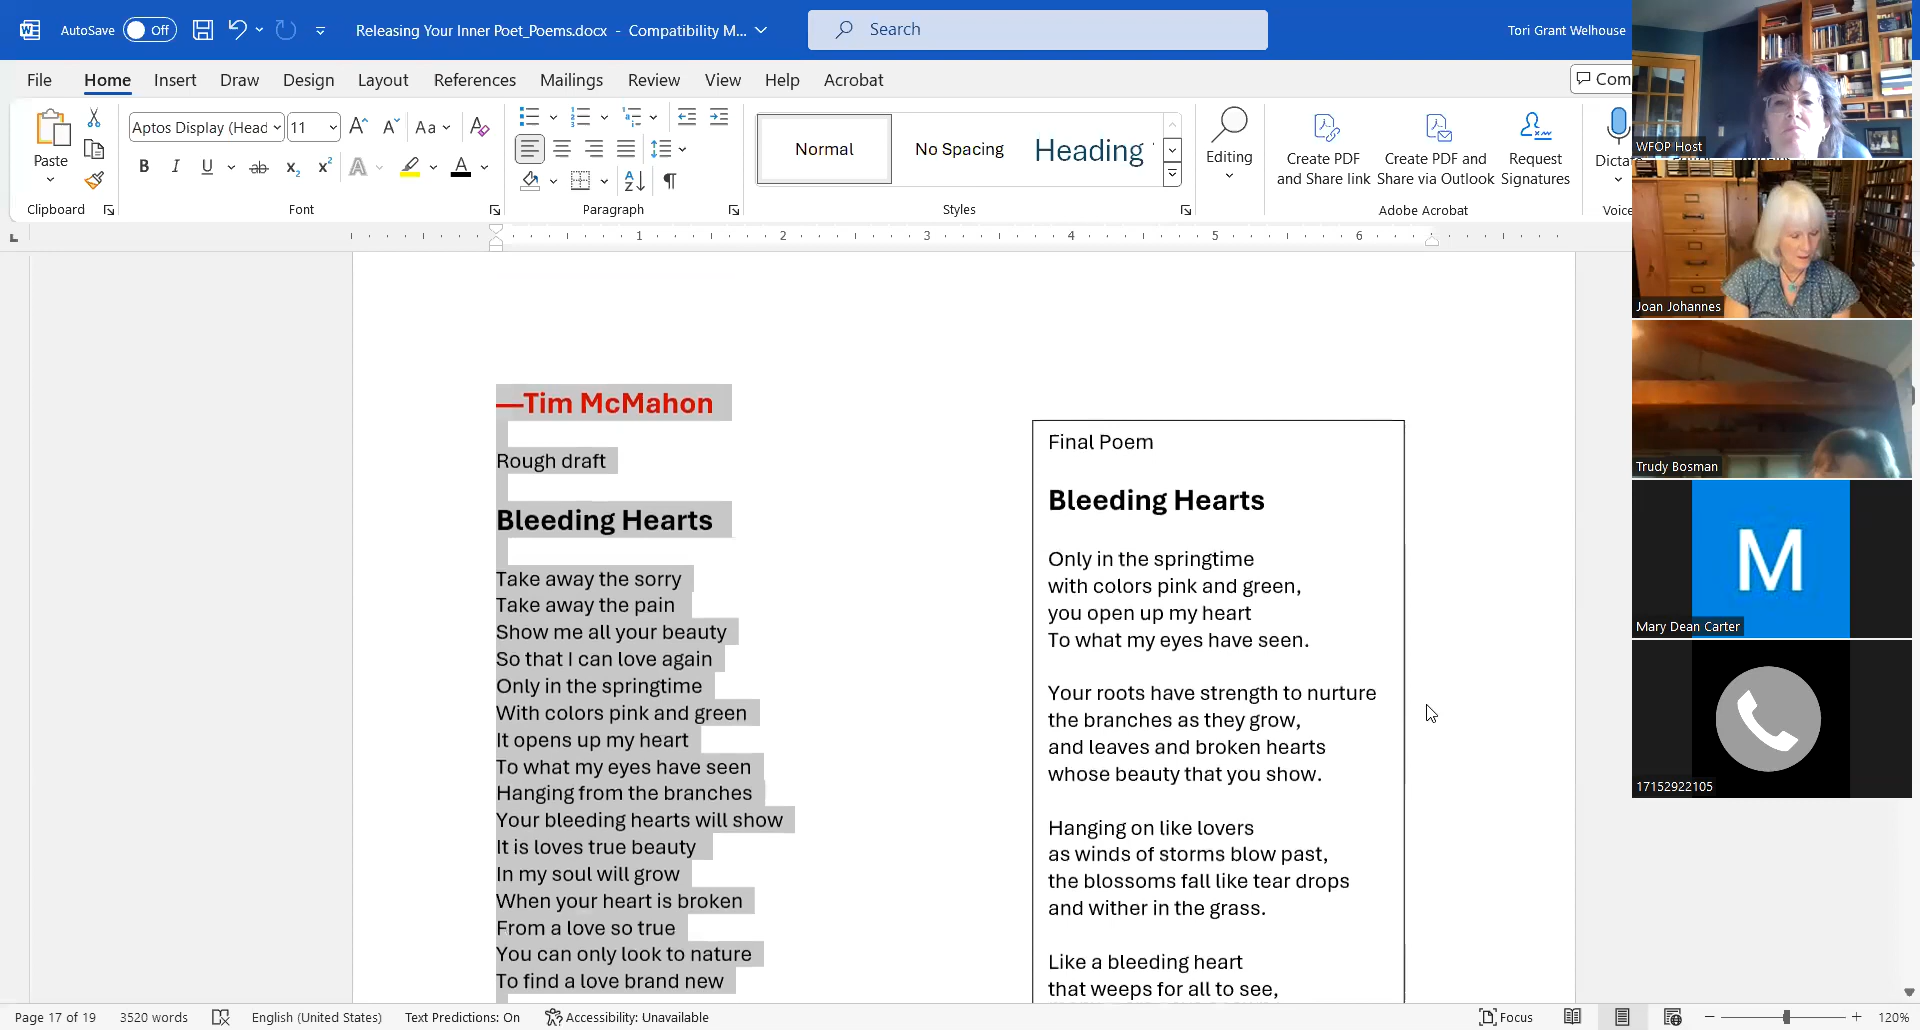 AutoSave Off Releasing Your Inner Poet_Poems.docx - Compatibility M... Search Tori Grant Welhouse
File Home Insert Draw Design Layout References Mailings Review View Help Acrobat Com
Paste
Clipboard
Aptos Display (Head 11
Font
Paragraph
Normal No Spacing Heading
Styles
Editing
Create PDF and Share link
Create PDF and Share via Outlook
Request Signatures
Adobe Acrobat
Dicta
Voice
1 2 3 4 5 6
—Tim McMahon
Rough draft
Bleeding Hearts
Take away the sorry
Take away the pain
Show me all your beauty
So that I can love again
Only in the springtime
With colors pink and green
It opens up my heart
To what my eyes have seen
Hanging from the branches
Your bleeding hearts will show
It is loves true beauty
In my soul will grow
When your heart is broken
From a love so true
You can only look to nature
To find a love brand new
Final Poem
Bleeding Hearts
Only in the springtime
with colors pink and green,
you open up my heart
To what my eyes have seen.
Your roots have strength to nurture
the branches as they grow,
and leaves and broken hearts
whose beauty that you show.
Hanging on like lovers
as winds of storms blow past,
the blossoms fall like tear drops
and wither in the grass.
Like a bleeding heart
that weeps for all to see,
WFOP Host
Joan Johannes
Trudy Bosman
M
Mary Dean Carter
17152922105
Page 17 of 19 3520 words English (United States) Text Predictions: On Accessibility: Unavailable Focus 120%